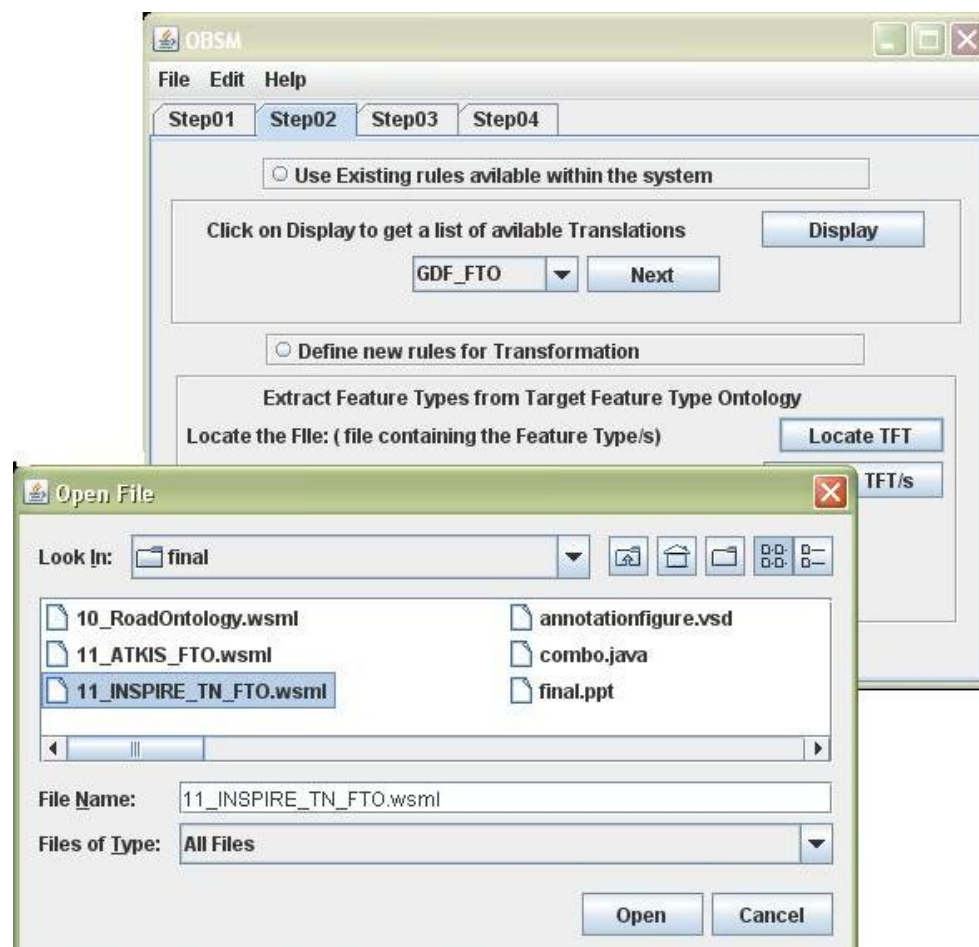 OBSM
File Edit Help
Step01 Step02 Step03 Step04
Use Existing rules avilable within the system
Click on Display to get a list of avilable Translations Display
GDF_FTO Next
Define new rules for Transformation
Extract Feature Types from Target Feature Type Ontology
Locate the FIle: ( file containing the Feature Type/s) Locate TFT
TFT/s
Open File
Look In: final
10_RoadOntology.wsml annotationfigure.vsd
11_ATKIS_FTO.wsml combo.java
11_INSPIRE_TN_FTO.wsml final.ppt
File Name: 11_INSPIRE_TN_FTO.wsml
Files of Type: All Files
Open Cancel